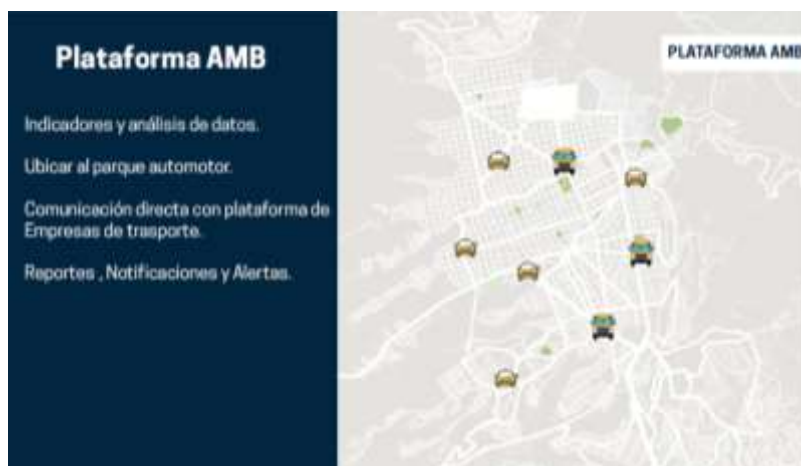 Plataforma AMB
Indicadores y análisis de datos.
Ubicar al parque automotor.
Comunicación directa con plataforma de
Empresas de trasporte.
Reportes , Notificaciones y Alertas.
PLATAFORMA AMB